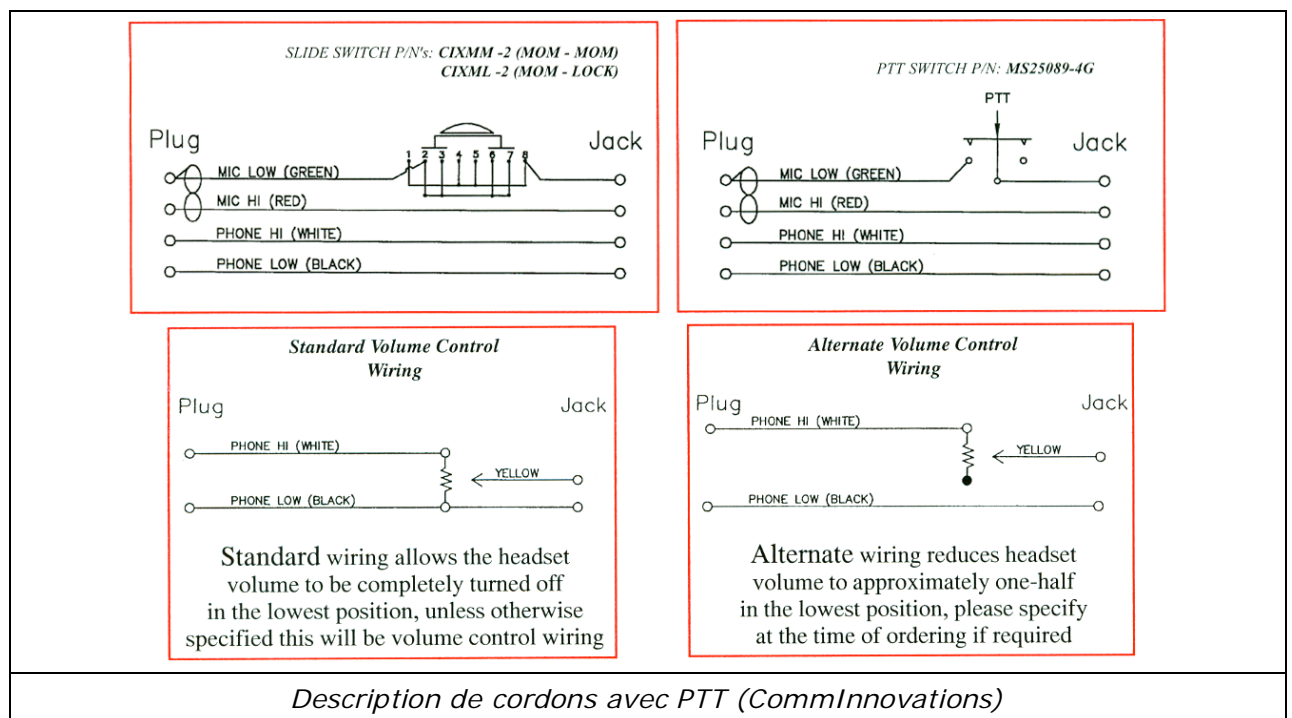 SLIDE SWITCH P/N's: CIXMM -2 (MOM - MOM)
CIXML -2 (MOM - LOCK)
Plug
Jack
1 2 3 4 5 6 7 8
MIC LOW (GREEN)
MIC HI (RED)
PHONE HI (WHITE)
PHONE LOW (BLACK)
PTT SWITCH P/N: MS25089-4G
PTT
Plug
Jack
MIC LOW (GREEN)
MIC HI (RED)
PHONE HI (WHITE)
PHONE LOW (BLACK)
Standard Volume Control
Wiring
Plug
Jack
PHONE HI (WHITE)
YELLOW
PHONE LOW (BLACK)
Standard wiring allows the headset
volume to be completely turned off
in the lowest position, unless otherwise
specified this will be volume control wiring
Alternate Volume Control
Wiring
Plug
Jack
PHONE HI (WHITE)
YELLOW
PHONE LOW (BLACK)
Alternate wiring reduces headset
volume to approximately one-half
in the lowest position, please specify
at the time of ordering if required
Description de cordons avec PTT (CommInnovations)